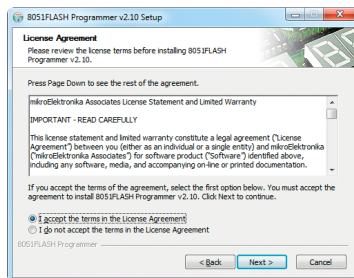 8051FLASH Programmer v2.10 Setup
License Agreement
Please review the license terms before installing 8051FLASH
Programmer v2.10.
Press Page Down to see the rest of the agreement.
mikroElektronika Associates License Statement and Limited Warranty
IMPORTANT - READ CAREFULLY
This license statement and limited warranty constitute a legal agreement ("License
Agreement") between you (either as an individual or a single entity) and mikroElektronika
("mikroElektronika Associates") for software product ("Software") identified above,
including any software, media, and accompanying on-line or printed documentation.
If you accept the terms of the agreement, select the first option below. You must accept the
agreement to install 8051FLASH Programmer v2.10. Click Next to continue.
I accept the terms in the License Agreement
I do not accept the terms in the License Agreement
8051FLASH Programmer
< Back Next > Cancel